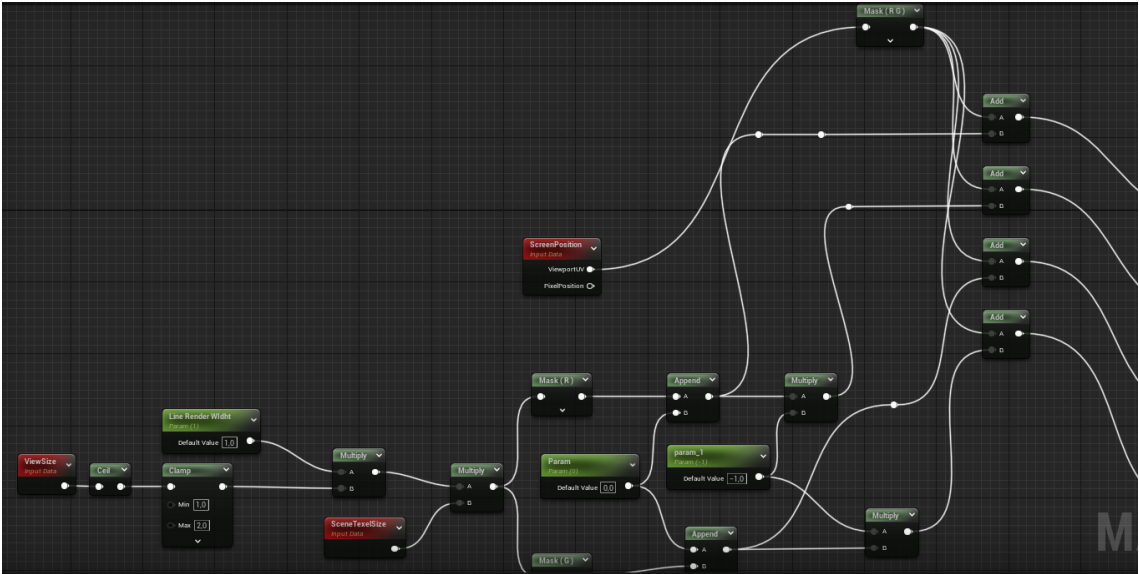 Mask ( R G )
Add
A
B
Add
A
B
ScreenPosition
Input Data
ViewportUV
PixelPosition
Add
A
B
Add
A
B
Mask ( R )
Append
A
B
Multiply
A
B
Line Render WIdht
Param (1)
Default Value 1,0
ViewSize
Input Data
Ceil
Clamp
Min 1,0
Max 2,0
Multiply
A
B
Multiply
A
B
Param
Param (0)
Default Value 0,0
param_1
Param (-1)
Default Value -1,0
SceneTexelSize
Input Data
Mask ( G )
Append
A
B
Multiply
A
B
M